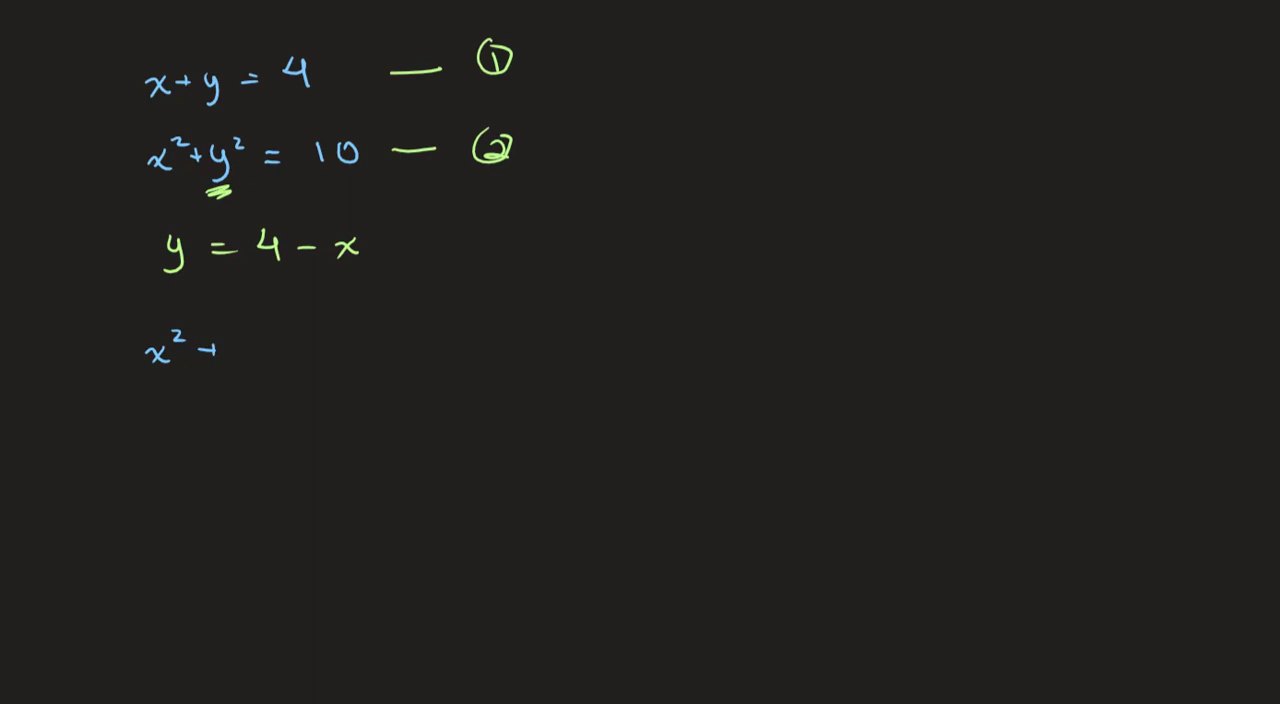 x + y = 4 — ①
x² + y² = 10 — ②
y = 4 - x
x² +